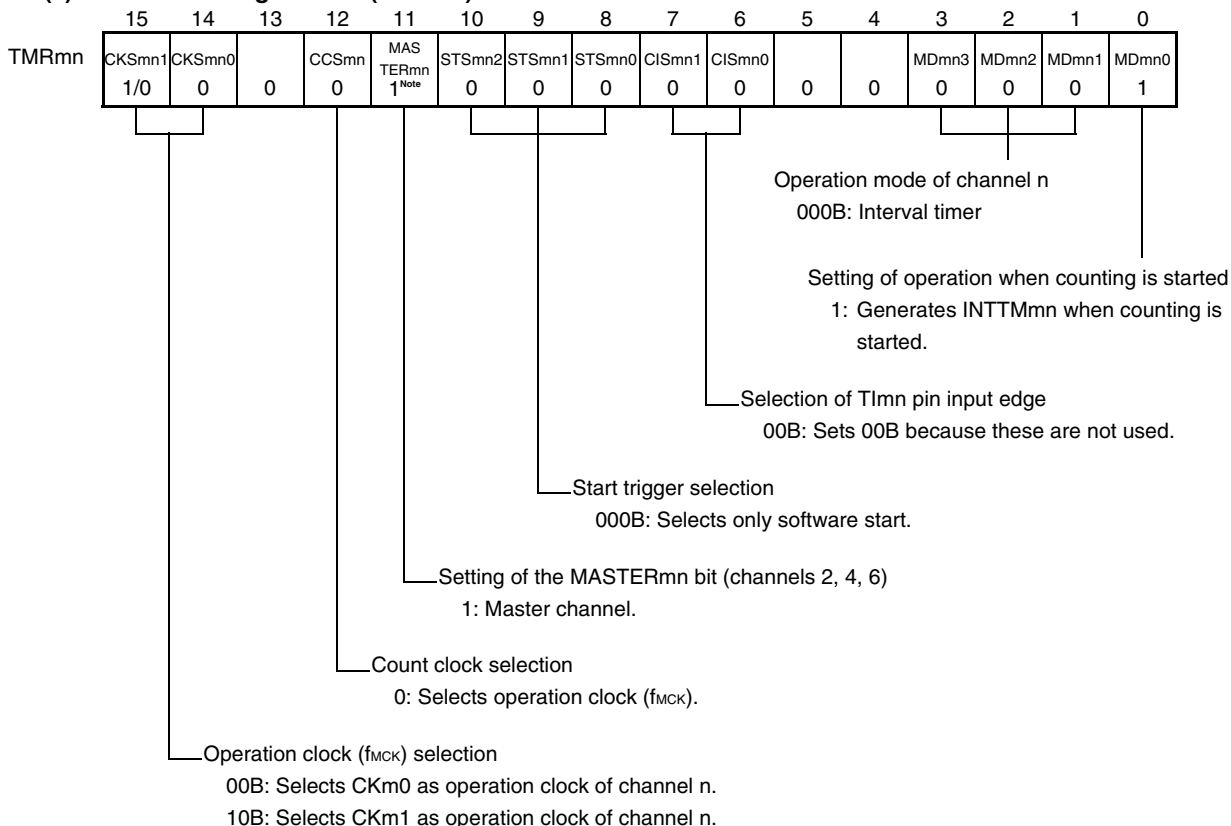 15 14 13 12 11 10 9 8 7 6 5 4 3 2 1 0
TMRmn CKSmn1 CKSmn0 CCSmn MAS TERmn STSmn2 STSmn1 STSmn0 CISmn1 CISmn0 MDmn3 MDmn2 MDmn1 MDmn0
1/0 0 0 0 1Note 0 0 0 0 0 0 0 0 0 0 1
Operation mode of channel n
000B: Interval timer
Setting of operation when counting is started
1: Generates INTTMmn when counting is
started.
Selection of TImn pin input edge
00B: Sets 00B because these are not used.
Start trigger selection
000B: Selects only software start.
Setting of the MASTERmn bit (channels 2, 4, 6)
1: Master channel.
Count clock selection
0: Selects operation clock (fMCK).
Operation clock (fMCK) selection
00B: Selects CKm0 as operation clock of channel n.
10B: Selects CKm1 as operation clock of channel n.